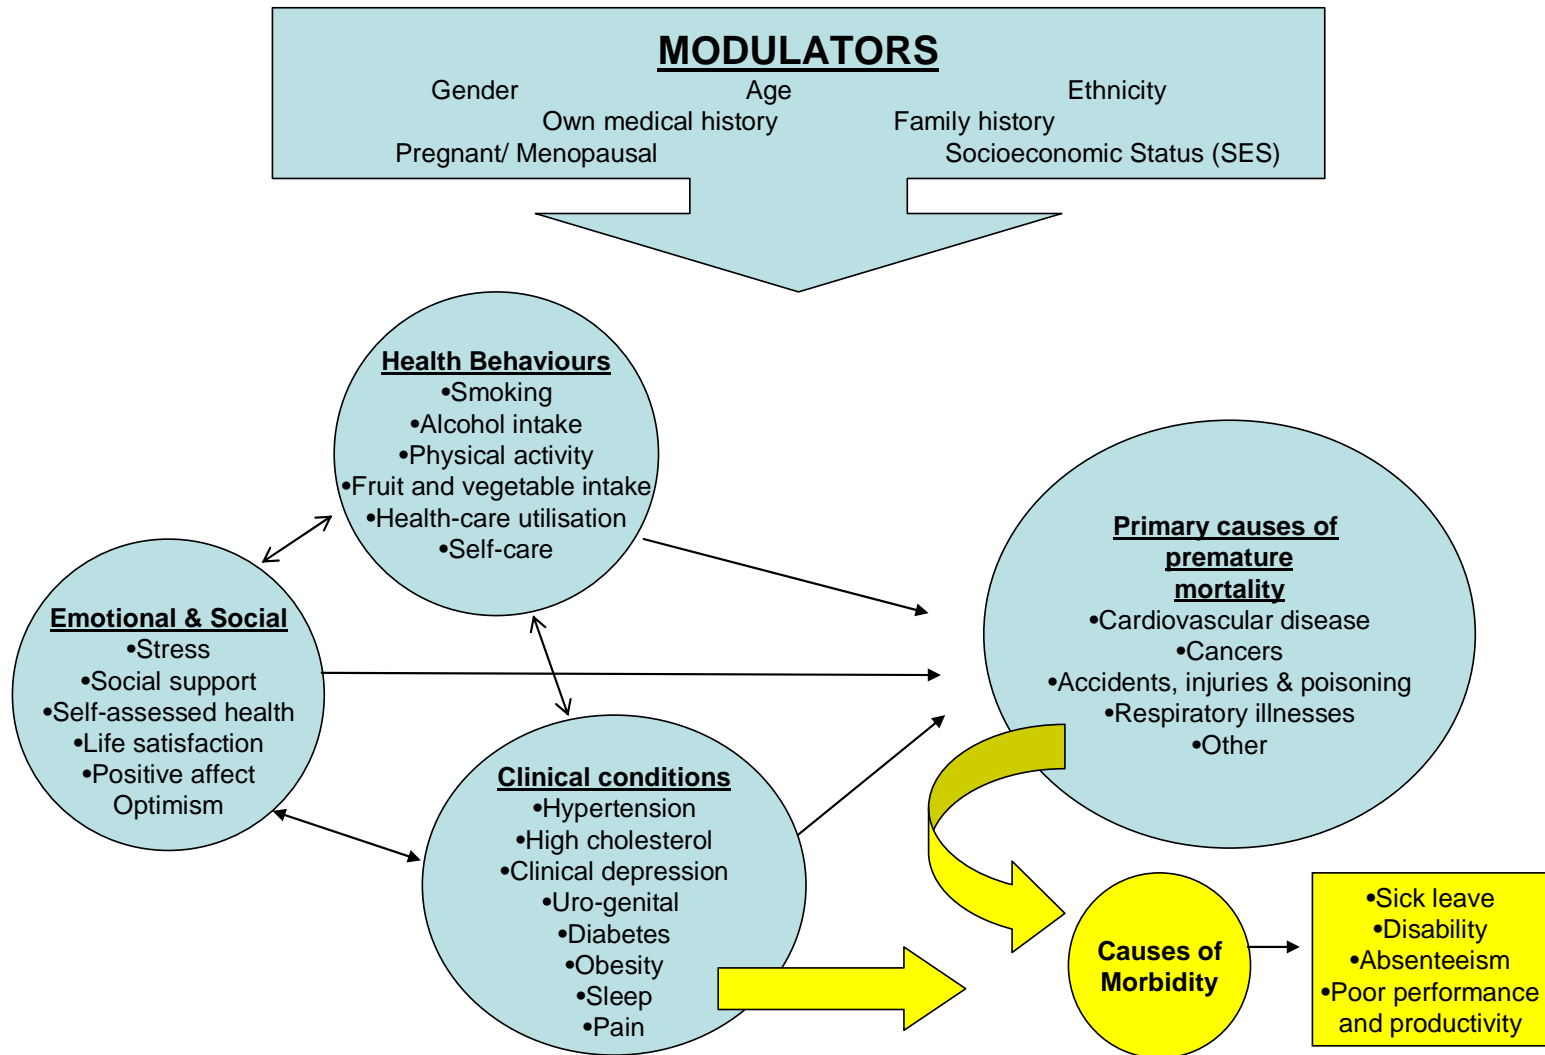 MODULATORS
Gender Age Ethnicity
Own medical history Family history
Pregnant/ Menopausal Socioeconomic Status (SES)
Health Behaviours
•Smoking
•Alcohol intake
•Physical activity
•Fruit and vegetable intake
•Health-care utilisation
•Self-care
Emotional & Social
•Stress
•Social support
•Self-assessed health
•Life satisfaction
•Positive affect
Optimism
Clinical conditions
•Hypertension
•High cholesterol
•Clinical depression
•Uro-genital
•Diabetes
•Obesity
•Sleep
•Pain
Primary causes of
premature
mortality
•Cardiovascular disease
•Cancers
•Accidents, injuries & poisoning
•Respiratory illnesses
•Other
Causes of
Morbidity
•Sick leave
•Disability
•Absenteeism
•Poor performance
and productivity